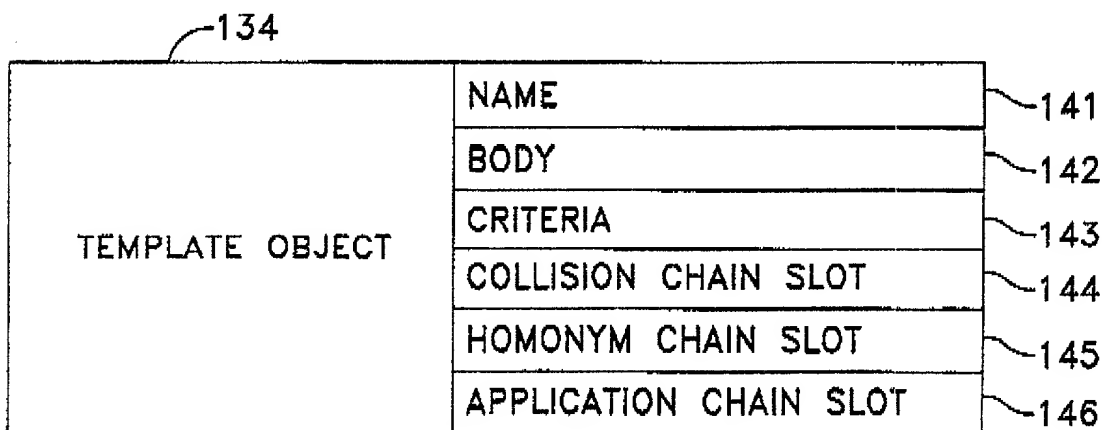 134
NAME
141
BODY
142
CRITERIA
143
TEMPLATE OBJECT
COLLISION CHAIN SLOT
144
HOMONYM CHAIN SLOT
145
APPLICATION CHAIN SLOT
146